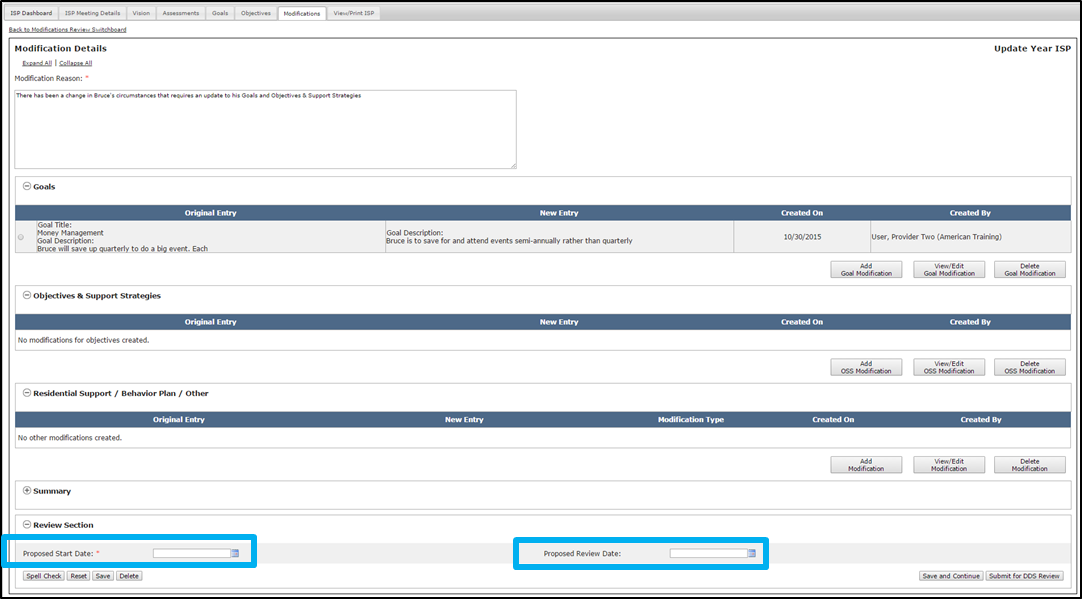 ISP Dashboard ISP Meeting Details Vision Assessments Goals Objectives Modifications View/Print ISP
Back to Modifications Review Switchboard
Modification Details Update Year ISP
Expand All | Collapse All
Modification Reason: *
There has been a change in Bruce's circumstances that requires an update to his Goals and Objectives & Support Strategies
Goals
Original Entry New Entry Created On Created By
Goal Title:
Money Management
Goal Description:
Bruce will save up quarterly to do a big event. Each
Goal Description:
Bruce is to save for and attend events semi-annually rather than quarterly
10/30/2015
User, Provider Two (American Training)
Add
Goal Modification
View/Edit
Goal Modification
Delete
Goal Modification
Objectives & Support Strategies
Original Entry New Entry Created On Created By
No modifications for objectives created.
Add
OSS Modification
View/Edit
OSS Modification
Delete
OSS Modification
Residential Support / Behavior Plan / Other
Original Entry New Entry Modification Type Created On Created By
No other modifications created.
Add
Modification
View/Edit
Modification
Delete
Modification
Summary
Review Section
Proposed Start Date: * Proposed Review Date:
Spell Check Reset Save Delete Save and Continue Submit for DDS Review